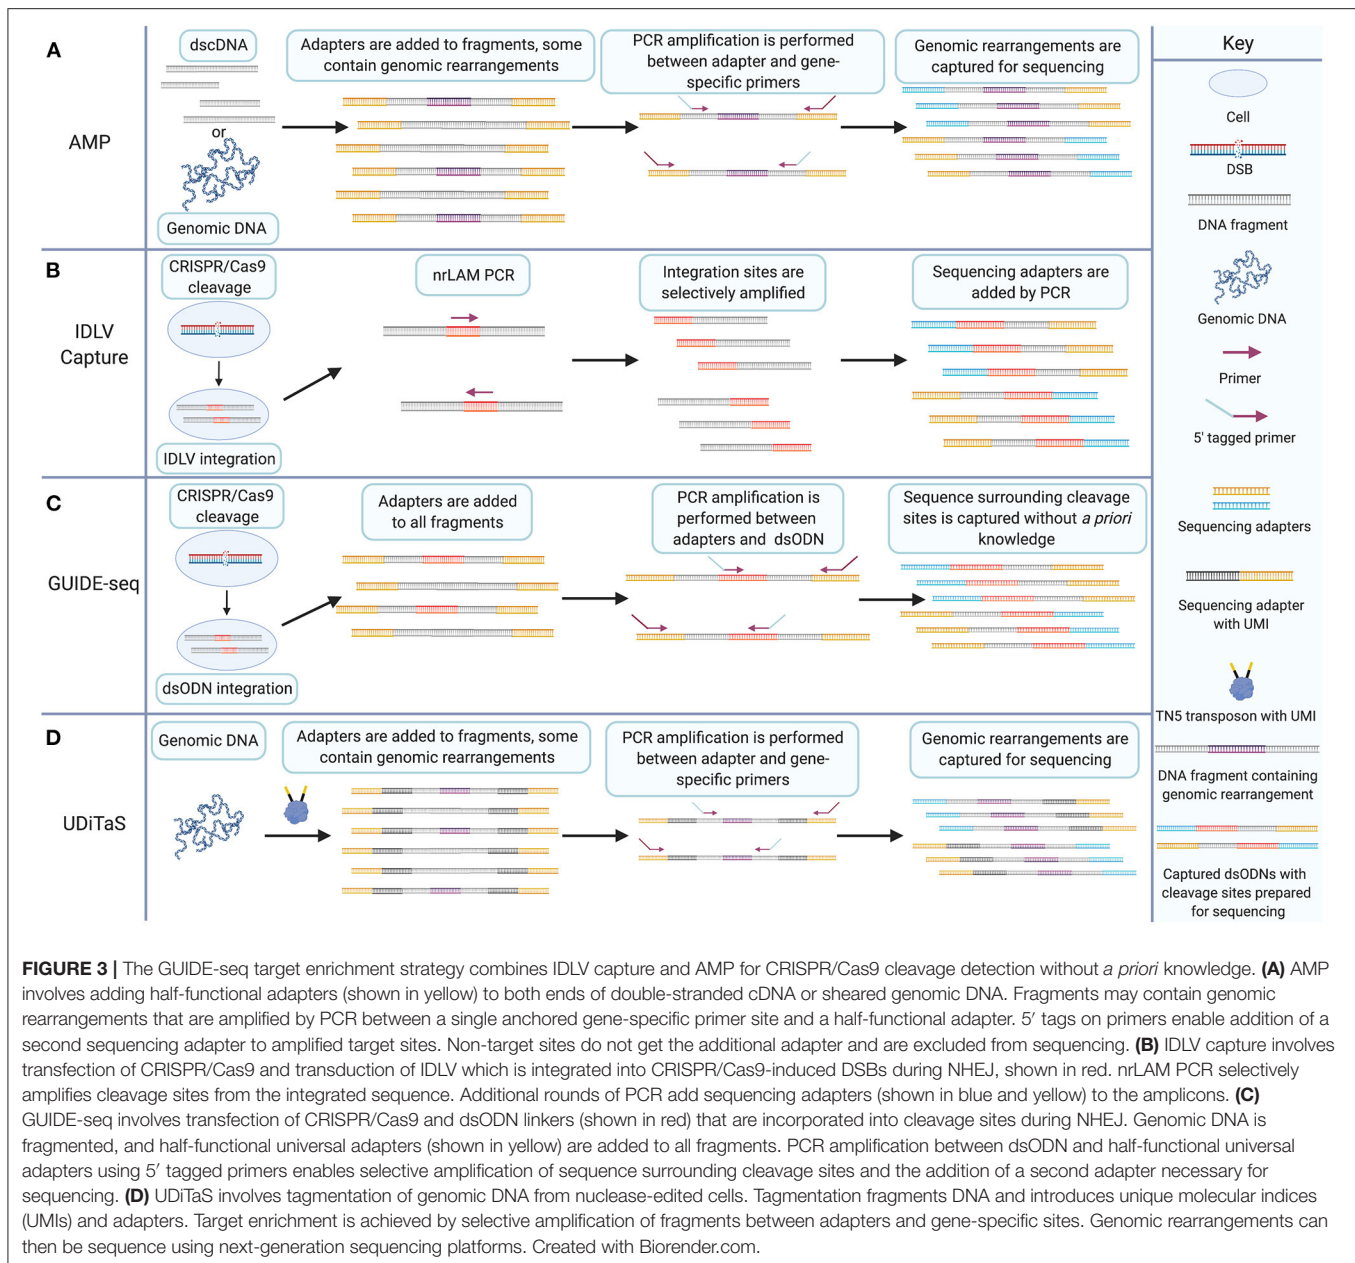 A
AMP
dscDNA
or
Genomic DNA
Adapters are added to fragments, some
contain genomic rearrangements
PCR amplification is performed
between adapter and gene-
specific primers
Genomic rearrangements are
captured for sequencing
B
IDLV
Capture
CRISPR/Cas9
cleavage
IDLV integration
nrLAM PCR
Integration sites are
selectively amplified
Sequencing adapters are
added by PCR
C
GUIDE-seq
CRISPR/Cas9
cleavage
dsODN integration
Adapters are added
to all fragments
PCR amplification is
performed between
adapters and dsODN
Sequence surrounding cleavage
sites is captured without a priori
knowledge
D
UDiTaS
Genomic DNA
Adapters are added to fragments, some
contain genomic rearrangements
PCR amplification is performed
between adapter and gene-
specific primers
Genomic rearrangements are
captured for sequencing
Key
Cell
DSB
DNA fragment
Genomic DNA
Primer
5' tagged primer
Sequencing adapters
Sequencing adapter
with UMI
TN5 transposon with UMI
DNA fragment containing
genomic rearrangement
Captured dsODNs with
cleavage sites prepared
for sequencing
FIGURE 3 | The GUIDE-seq target enrichment strategy combines IDLV capture and AMP for CRISPR/Cas9 cleavage detection without a priori knowledge. (A) AMP
involves adding half-functional adapters (shown in yellow) to both ends of double-stranded cDNA or sheared genomic DNA. Fragments may contain genomic
rearrangements that are amplified by PCR between a single anchored gene-specific primer site and a half-functional adapter. 5′ tags on primers enable addition of a
second sequencing adapter to amplified target sites. Non-target sites do not get the additional adapter and are excluded from sequencing. (B) IDLV capture involves
transfection of CRISPR/Cas9 and transduction of IDLV which is integrated into CRISPR/Cas9-induced DSBs during NHEJ, shown in red. nrLAM PCR selectively
amplifies cleavage sites from the integrated sequence. Additional rounds of PCR add sequencing adapters (shown in blue and yellow) to the amplicons. (C)
GUIDE-seq involves transfection of CRISPR/Cas9 and dsODN linkers (shown in red) that are incorporated into cleavage sites during NHEJ. Genomic DNA is
fragmented, and half-functional universal adapters (shown in yellow) are added to all fragments. PCR amplification between dsODN and half-functional universal
adapters using 5′ tagged primers enables selective amplification of sequence surrounding cleavage sites and the addition of a second adapter necessary for
sequencing. (D) UDiTaS involves tagmentation of genomic DNA from nuclease-edited cells. Tagmentation fragments DNA and introduces unique molecular indices
(UMIs) and adapters. Target enrichment is achieved by selective amplification of fragments between adapters and gene-specific sites. Genomic rearrangements can
then be sequence using next-generation sequencing platforms. Created with Biorender.com.